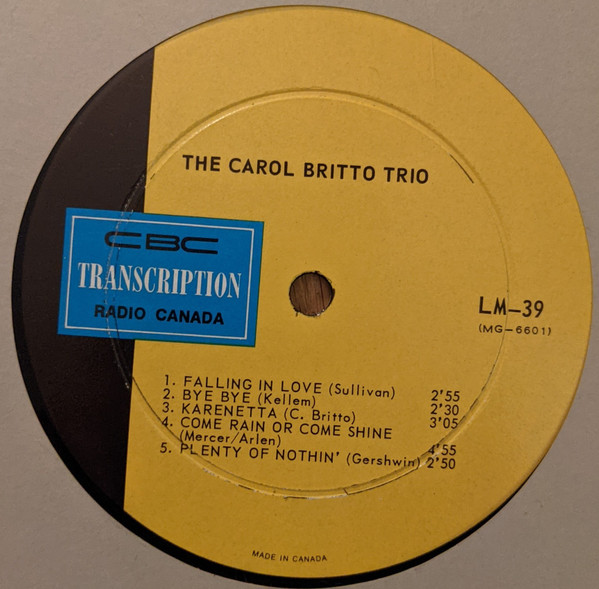 THE CAROL BRITTO TRIO
CBC
TRANSCRIPTION
RADIO CANADA
LM-39
(MG-6601)
1. FALLING IN LOVE (Sullivan) 2'55
2. BYE BYE (Kellem) 2'30
3. KARENETTA (C. Britto) 3'05
4. COME RAIN OR COME SHINE
(Mercer/Arlen) 4'55
5. PLENTY OF NOTHIN' (Gershwin) 2'50
MADE IN CANADA